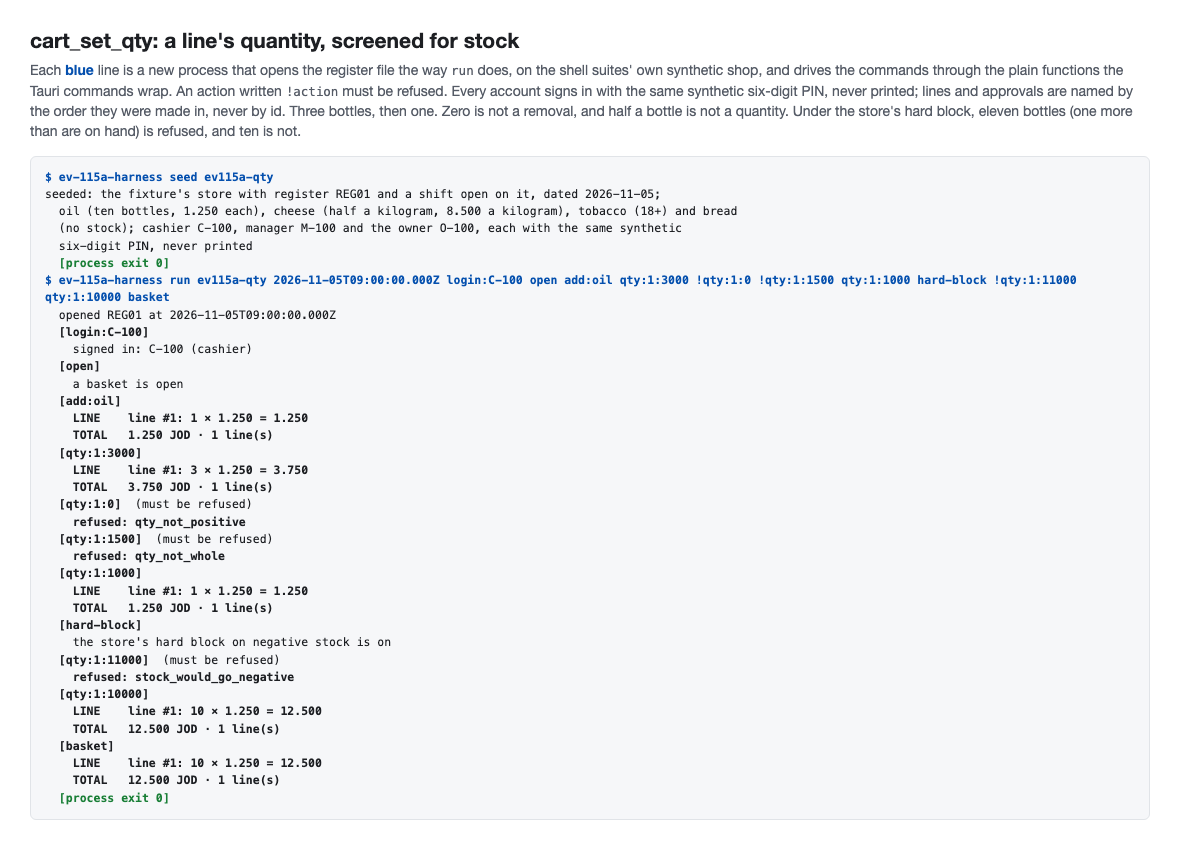 cart_set_qty: a line's quantity, screened for stock
Each blue line is a new process that opens the register file the way run does, on the shell suites' own synthetic shop, and drives the commands through the plain functions the
Tauri commands wrap. An action written !action must be refused. Every account signs in with the same synthetic six-digit PIN, never printed; lines and approvals are named by
the order they were made in, never by id. Three bottles, then one. Zero is not a removal, and half a bottle is not a quantity. Under the store's hard block, eleven bottles (one more
than are on hand) is refused, and ten is not.
$ ev-115a-harness seed ev115a-qty
seeded: the fixture's store with register REG01 and a shift open on it, dated 2026-11-05;
oil (ten bottles, 1.250 each), cheese (half a kilogram, 8.500 a kilogram), tobacco (18+) and bread
(no stock); cashier C-100, manager M-100 and the owner O-100, each with the same synthetic
six-digit PIN, never printed
[process exit 0]
$ ev-115a-harness run ev115a-qty 2026-11-05T09:00:00.000Z login:C-100 open add:oil qty:1:3000 !qty:1:0 !qty:1:1500 qty:1:1000 hard-block !qty:1:11000
qty:1:10000 basket
opened REG01 at 2026-11-05T09:00:00.000Z
[login:C-100]
signed in: C-100 (cashier)
[open]
a basket is open
[add:oil]
LINE line #1: 1 × 1.250 = 1.250
TOTAL 1.250 JOD · 1 line(s)
[qty:1:3000]
LINE line #1: 3 × 1.250 = 3.750
TOTAL 3.750 JOD · 1 line(s)
[qty:1:0] (must be refused)
refused: qty_not_positive
[qty:1:1500] (must be refused)
refused: qty_not_whole
[qty:1:1000]
LINE line #1: 1 × 1.250 = 1.250
TOTAL 1.250 JOD · 1 line(s)
[hard-block]
the store's hard block on negative stock is on
[qty:1:11000] (must be refused)
refused: stock_would_go_negative
[qty:1:10000]
LINE line #1: 10 × 1.250 = 12.500
TOTAL 12.500 JOD · 1 line(s)
[basket]
LINE line #1: 10 × 1.250 = 12.500
TOTAL 12.500 JOD · 1 line(s)
[process exit 0]